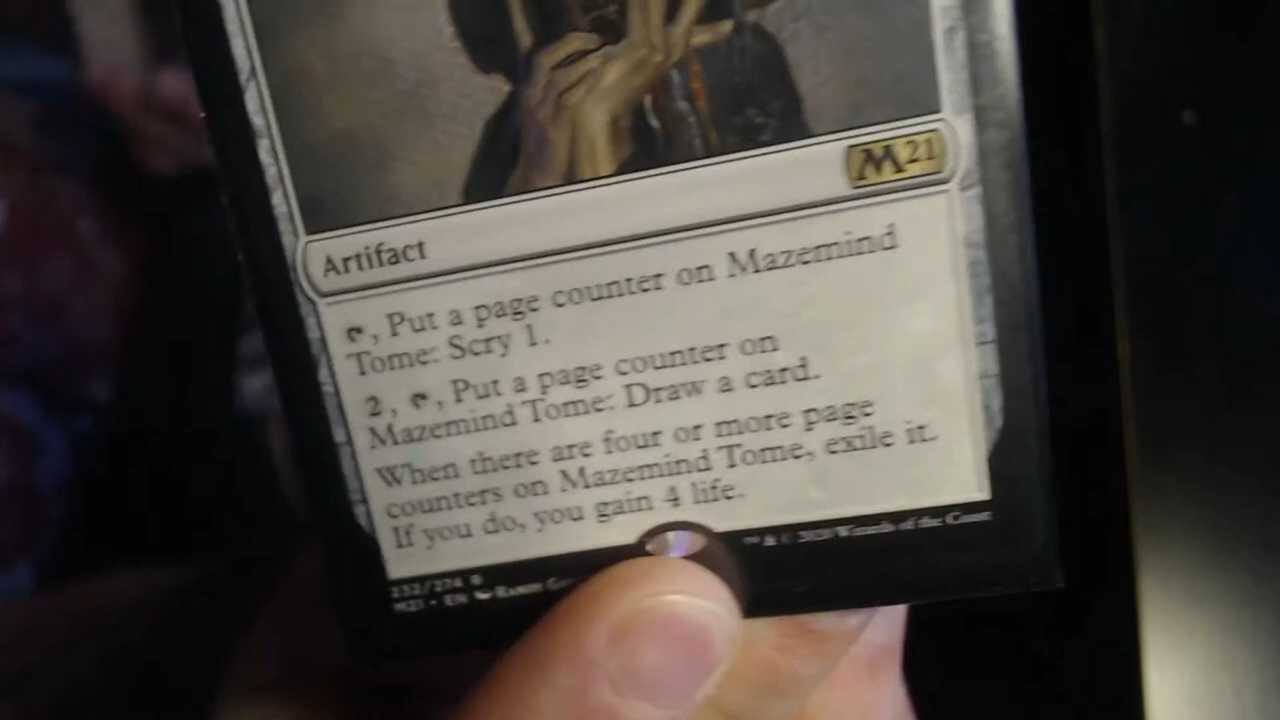 M21
Artifact
, Put a page counter on Mazemind
Tome: Scry 1.
2, , Put a page counter on
Mazemind Tome: Draw a card.
When there are four or more page
counters on Mazemind Tome, exile it.
If you do, you gain 4 life.
232/274 R
M21 • EN
™ & © 2020 Wizards of the Coast